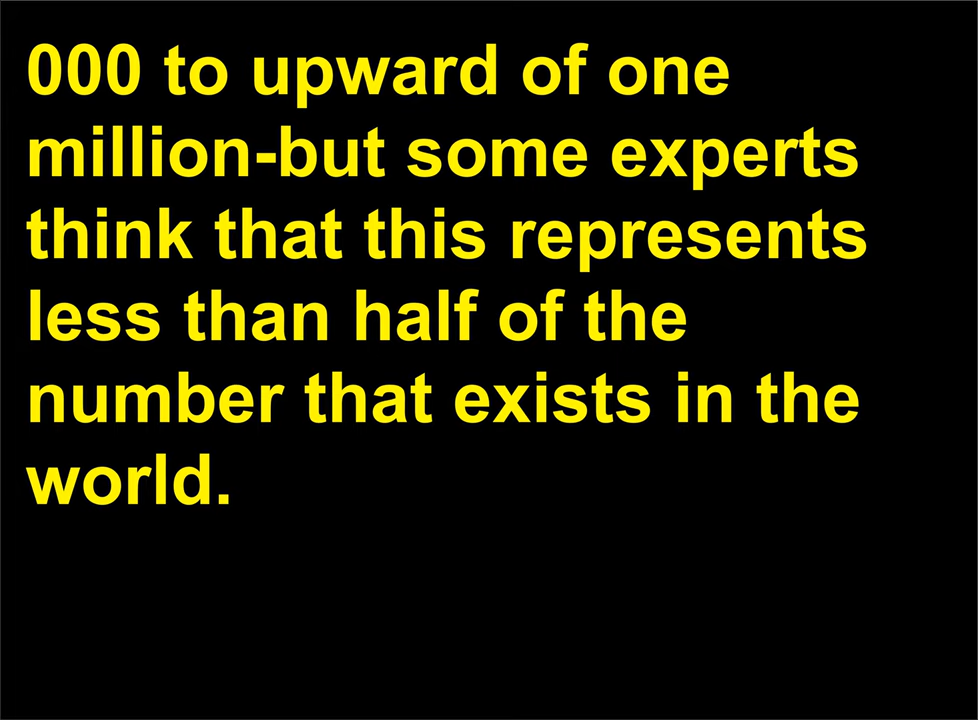 000 to upward of one
million-but some experts
think that this represents
less than half of the
number that exists in the
world.